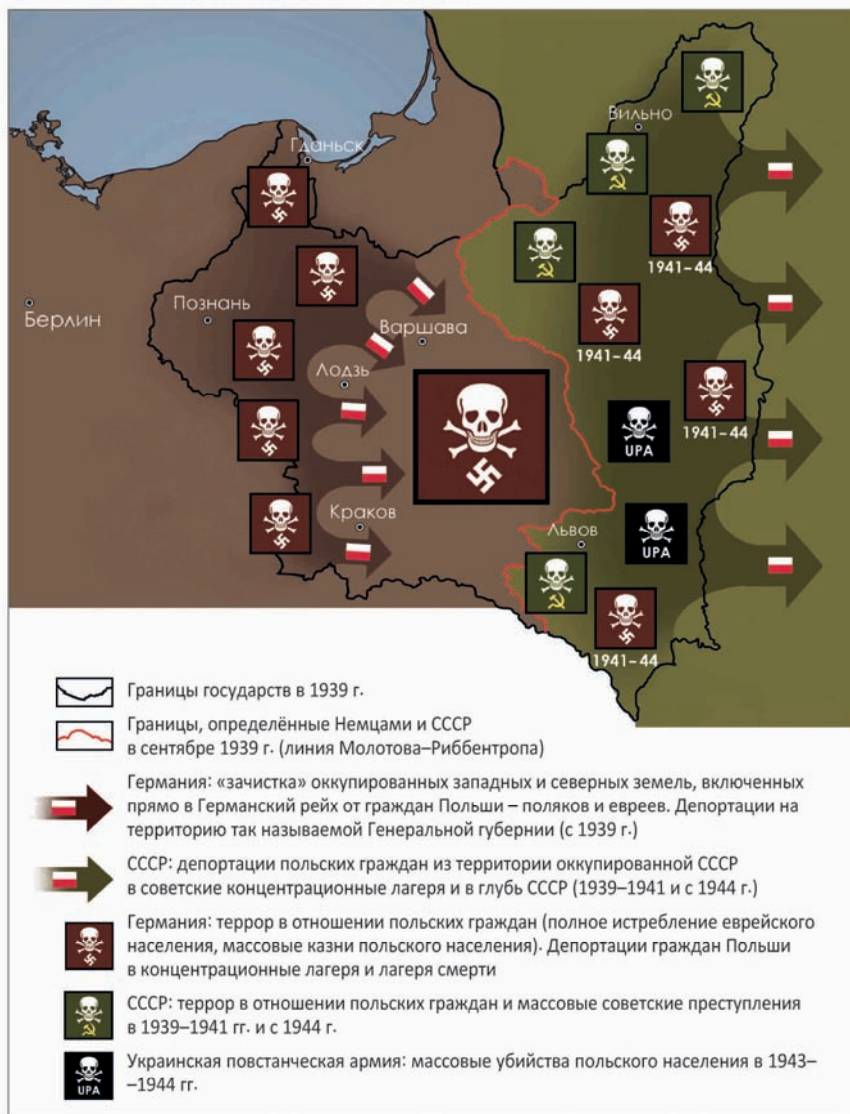 Вильно
Гданьск
1941-44
Познань
Берлин
Варшава
1941-44
Лодзь
1941-44
UPA
Краков
Львов
UPA
1941-44
Границы государств в 1939 г.
Границы, определённые Немцами и СССР
в сентябре 1939 г. (линия Молотова–Риббентропа)
Германия: «зачистка» оккупированных западных и северных земель, включенных
прямо в Германский рейх от граждан Польши – поляков и евреев. Депортации на
территорию так называемой Генеральной губернии (с 1939 г.)
СССР: депортации польских граждан из территории оккупированной СССР
в советские концентрационные лагеря и в глубь СССР (1939–1941 и с 1944 г.)
Германия: террор в отношении польских граждан (полное истребление еврейского
населения, массовые казни польского населения). Депортации граждан Польши
в концентрационные лагеря и лагеря смерти
СССР: террор в отношении польских граждан и массовые советские преступления
в 1939–1941 гг. и с 1944 г.
UPA
Украинская повстанческая армия: массовые убийства польского населения в 1943–
–1944 гг.